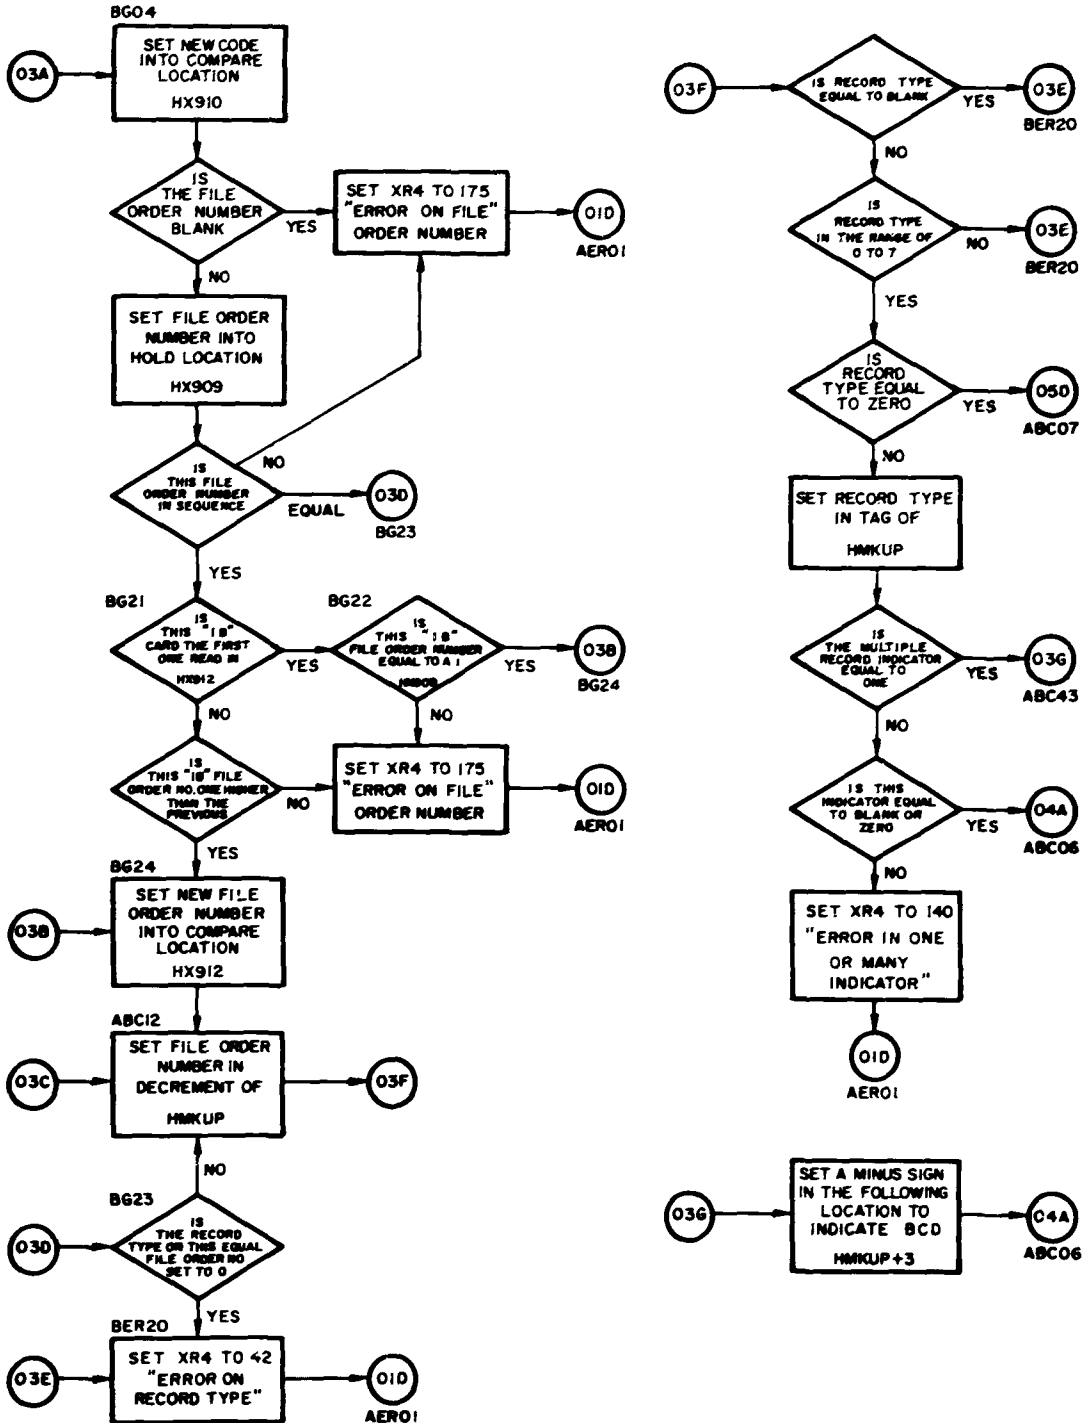 BG04
03A
SET NEW CODE
INTO COMPARE
LOCATION
HX910
IS
THE FILE
ORDER NUMBER
BLANK
YES
SET XR4 TO 175
"ERROR ON FILE"
ORDER NUMBER
01D
AER01
NO
SET FILE ORDER
NUMBER INTO
HOLD LOCATION
HX909
IS
THIS FILE
ORDER NUMBER
IN SEQUENCE
NO
EQUAL
03D
BG23
YES
BG21
IS
THIS "1B"
CARD THE FIRST
ONE READ IN
HX912
YES
BG22
IS
THIS "1B"
FILE ORDER NUMBER
EQUAL TO A 1
YES
03B
BG24
NO
NO
IS
THIS "1B" FILE
ORDER NO. ONE HIGHER
THAN THE
PREVIOUS
NO
SET XR4 TO 175
"ERROR ON FILE"
ORDER NUMBER
01D
AER01
YES
BG24
03B
SET NEW FILE
ORDER NUMBER
INTO COMPARE
LOCATION
HX912
ABC12
03C
SET FILE ORDER
NUMBER IN
DECREMENT OF
HMKUP
03F
NO
BG23
03D
IS
THE RECORD
TYPE ON THIS EQUAL
FILE ORDER NO
SET TO 0
YES
BER20
03E
SET XR4 TO 42
"ERROR ON
RECORD TYPE"
01D
AER01
03F
IS RECORD TYPE
EQUAL TO BLANK
YES
03E
BER20
NO
IS
RECORD TYPE
IN THE RANGE OF
0 TO 7
NO
03E
BER20
YES
IS
RECORD
TYPE EQUAL
TO ZERO
YES
05D
ABC07
NO
SET RECORD TYPE
IN TAG OF
HMKUP
IS
THE MULTIPLE
RECORD INDICATOR
EQUAL TO
ONE
YES
03G
ABC43
NO
IS THIS
INDICATOR EQUAL
TO BLANK OR
ZERO
YES
04A
ABC06
NO
SET XR4 TO 140
"ERROR IN ONE
OR MANY
INDICATOR"
01D
AER01
03G
SET A MINUS SIGN
IN THE FOLLOWING
LOCATION TO
INDICATE BCD
HMKUP+3
04A
ABC06